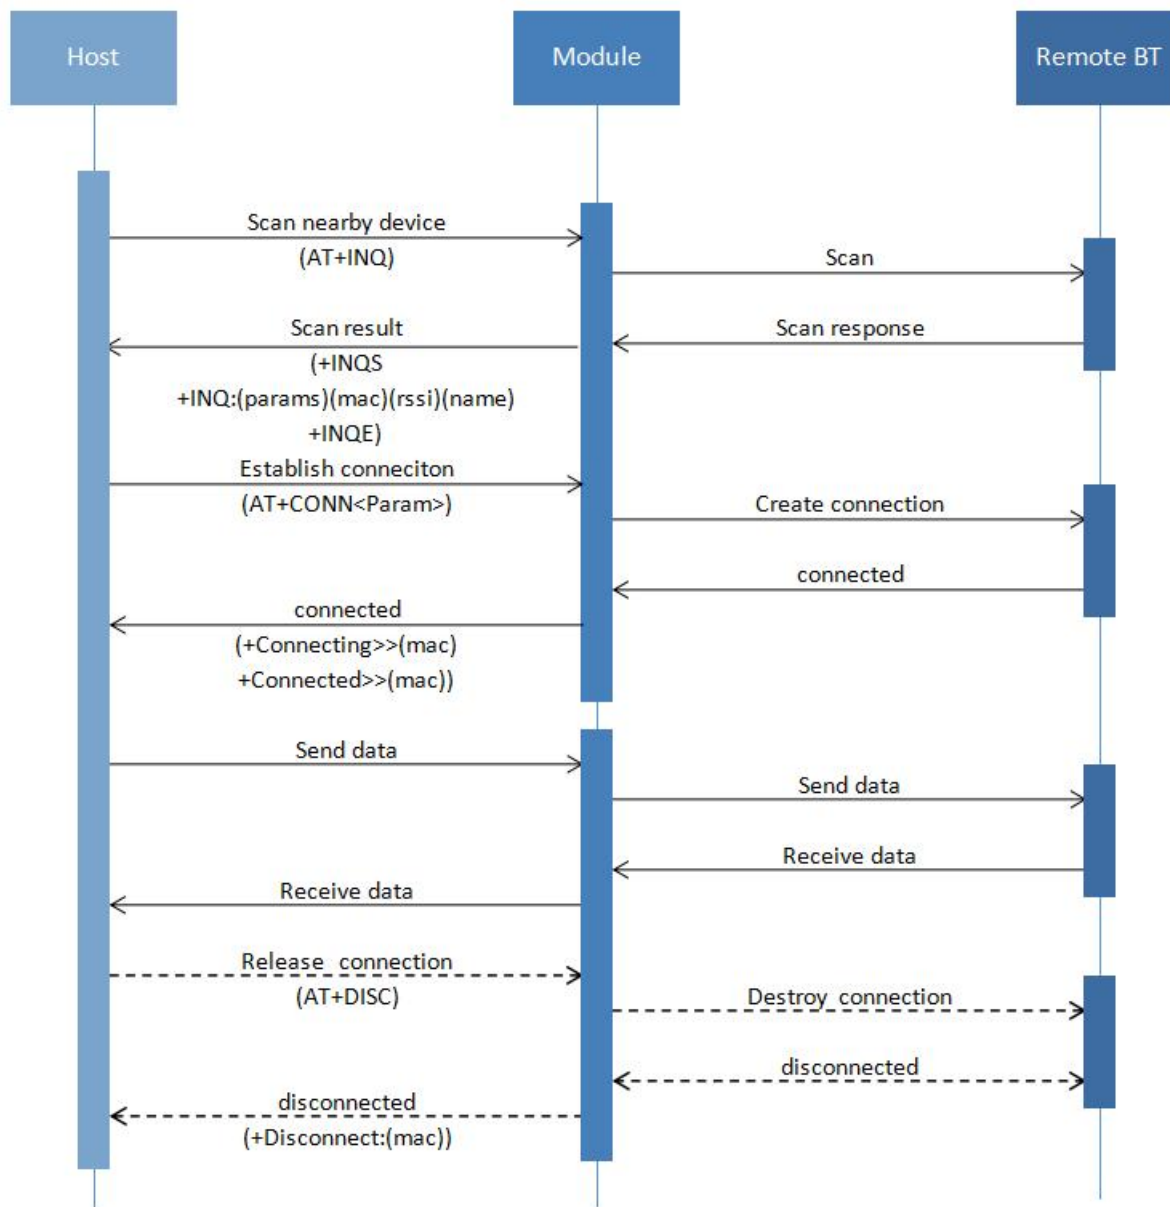 Host
Module
Remote BT
Scan nearby device
(AT+INQ)
Scan
Scan result
Scan response
(+INQS
+INQ:(params)(mac)(rssi)(name)
+INQE)
Establish conneciton
(AT+CONN<Param>)
Create connection
connected
connected
(+Connecting>>(mac)
+Connected>>(mac))
Send data
Send data
Receive data
Receive data
Release connection
(AT+DISC)
Destroy connection
disconnected
disconnected
(+Disconnect:(mac))